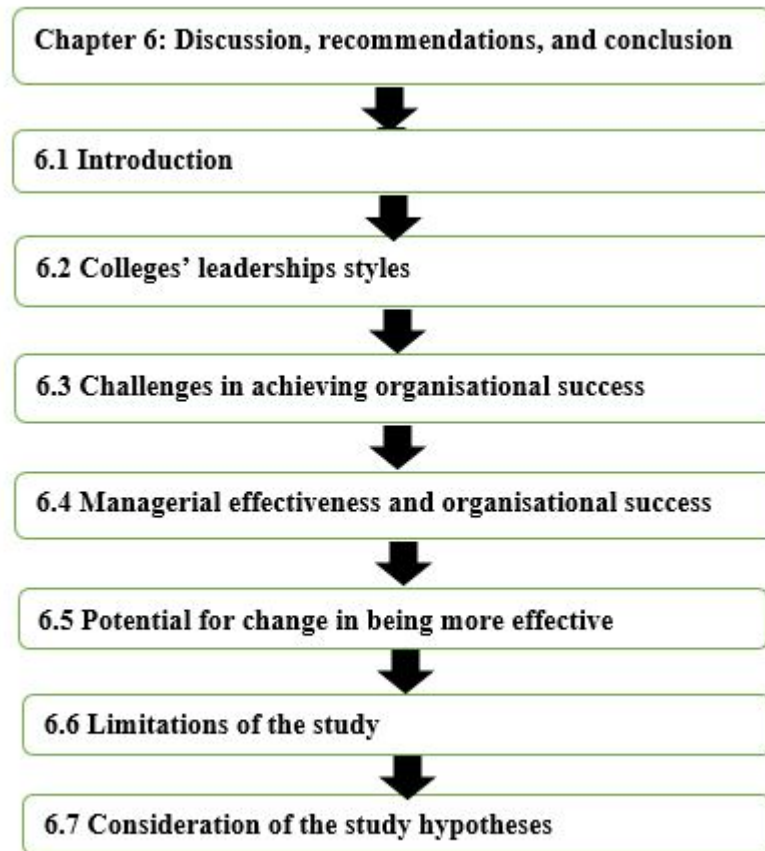 Chapter 6: Discussion, recommendations, and conclusion
6.1 Introduction
6.2 Colleges’ leaderships styles
6.3 Challenges in achieving organisational success
6.4 Managerial effectiveness and organisational success
6.5 Potential for change in being more effective
6.6 Limitations of the study
6.7 Consideration of the study hypotheses